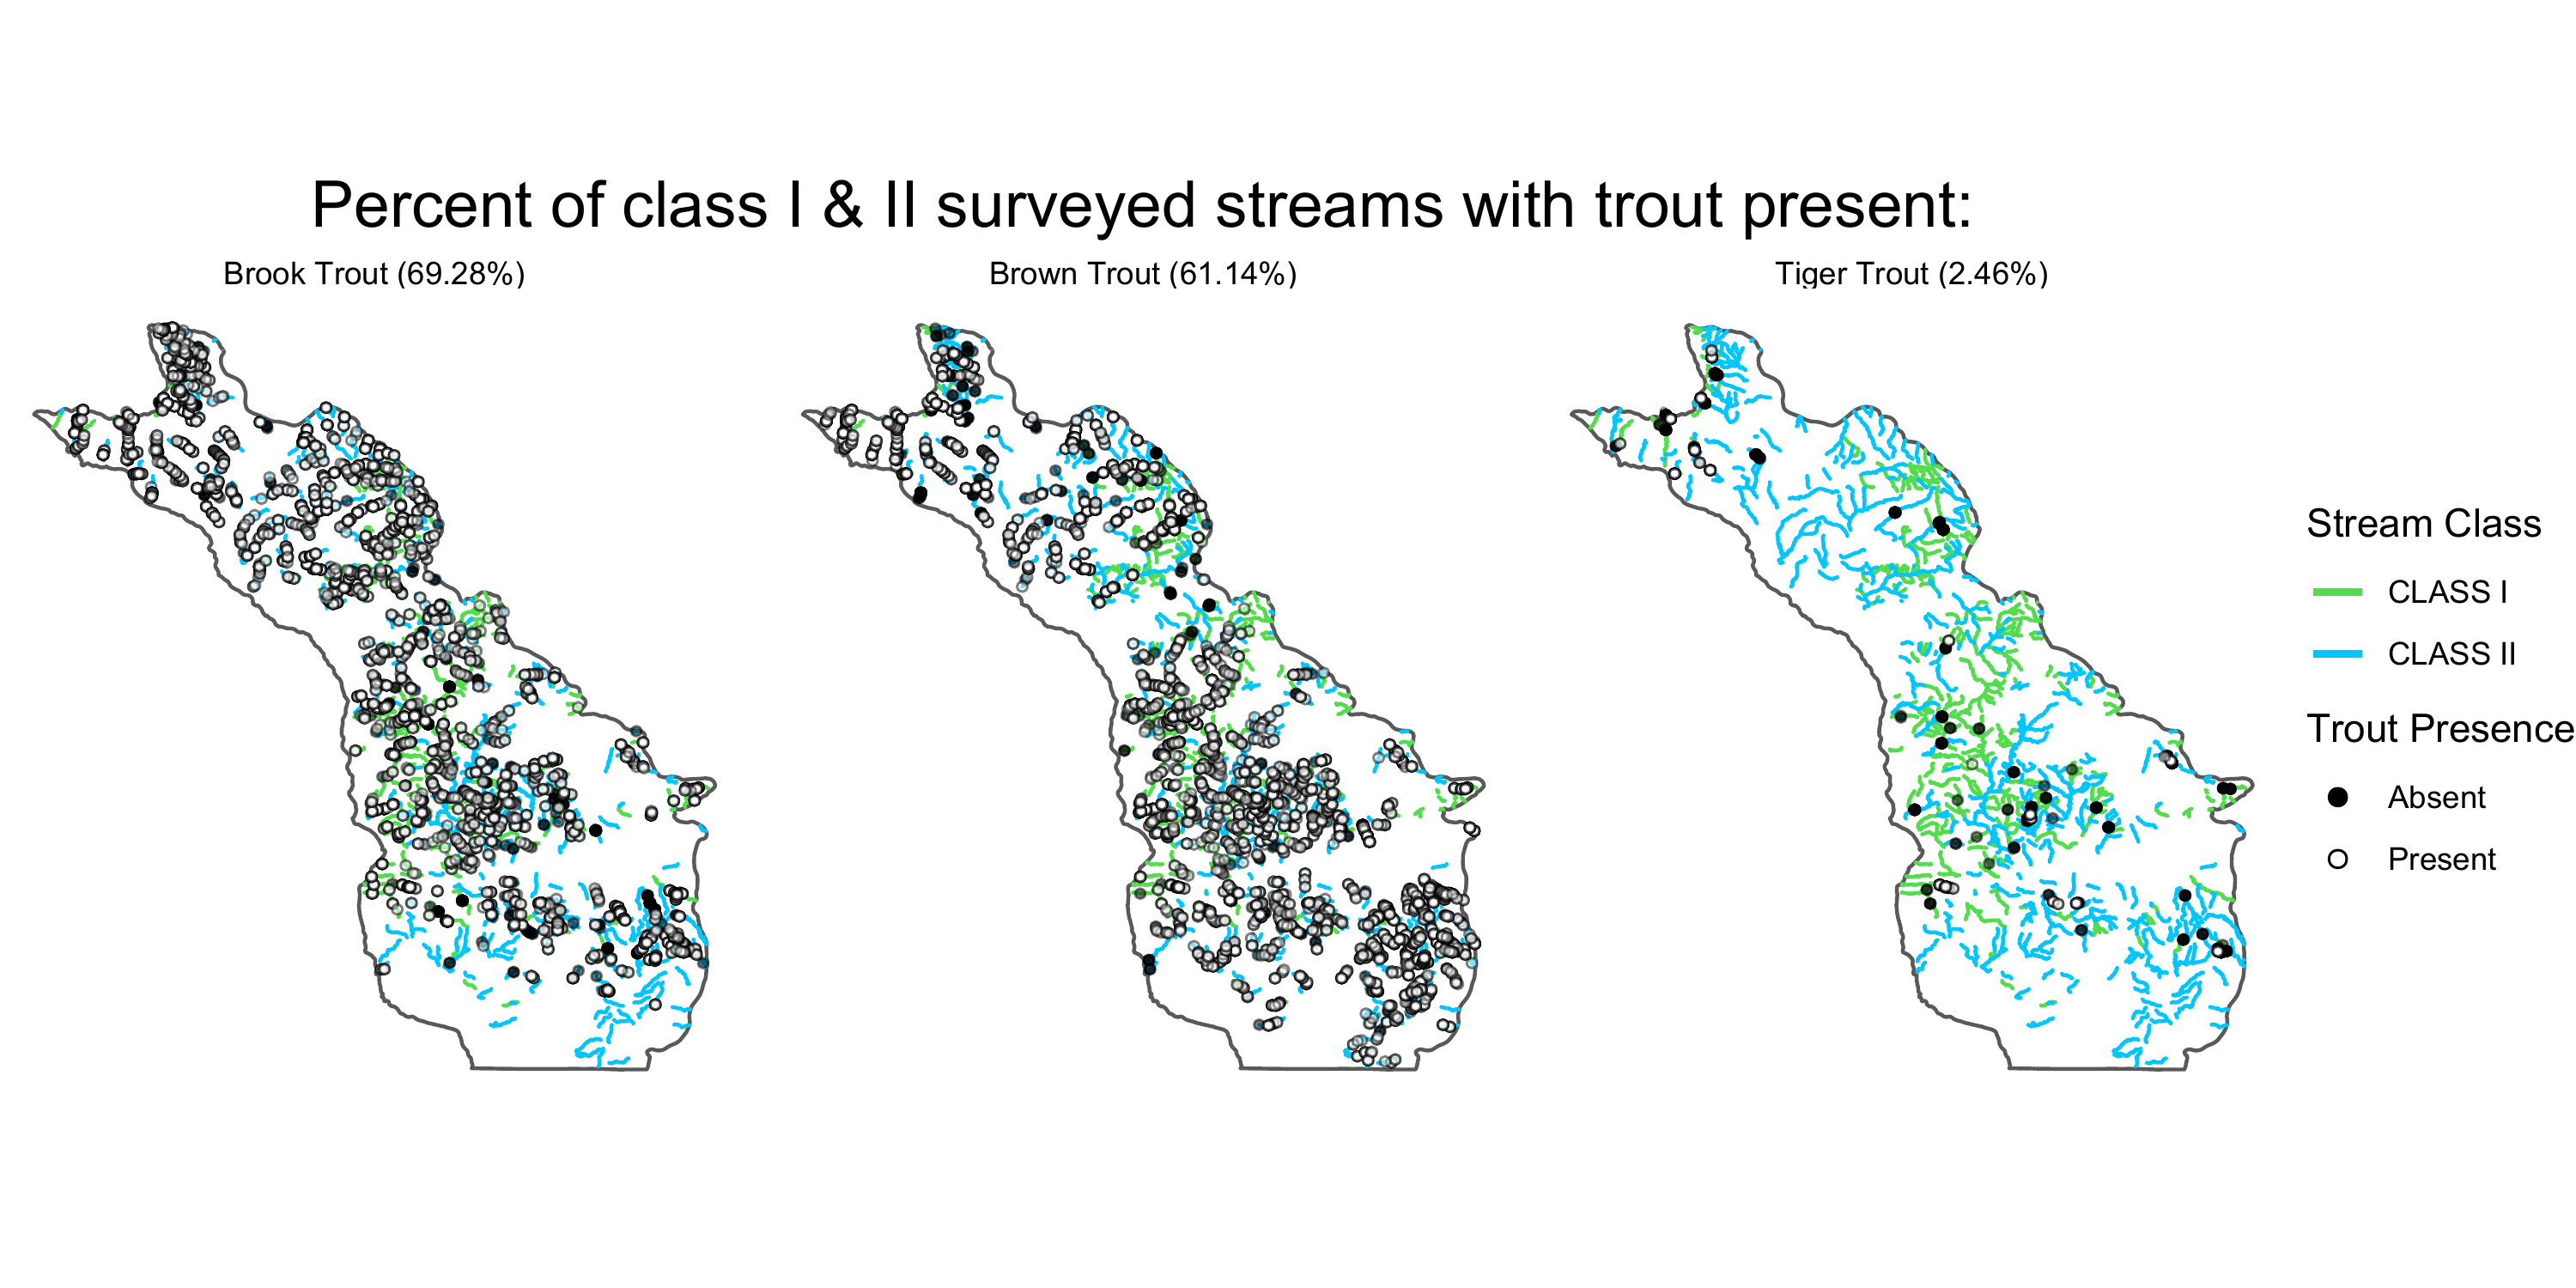 Percent of class I & II surveyed streams with trout present:
Brook Trout (69.28%)
Brown Trout (61.14%)
Tiger Trout (2.46%)
Stream Class
CLASS I
CLASS II
Trout Presence
Absent
Present